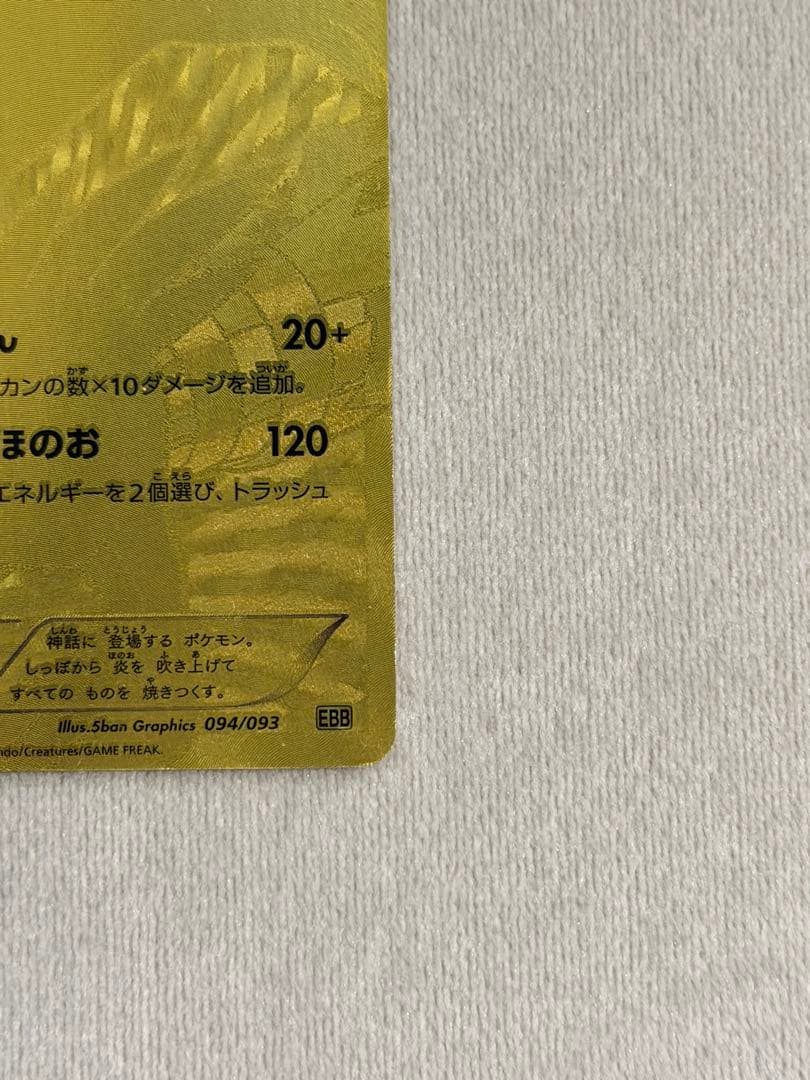 ん 20+
カンの数×10ダメージを追加。
ほのお 120
エネルギーを2個選び、トラッシュ
神話に 登場する ポケモン。
しっぽから 炎を 吹き上げて
すべての ものを 焼きつくす。
Illus.5ban Graphics 094/093 EBB
ndo/Creatures/GAME FREAK.